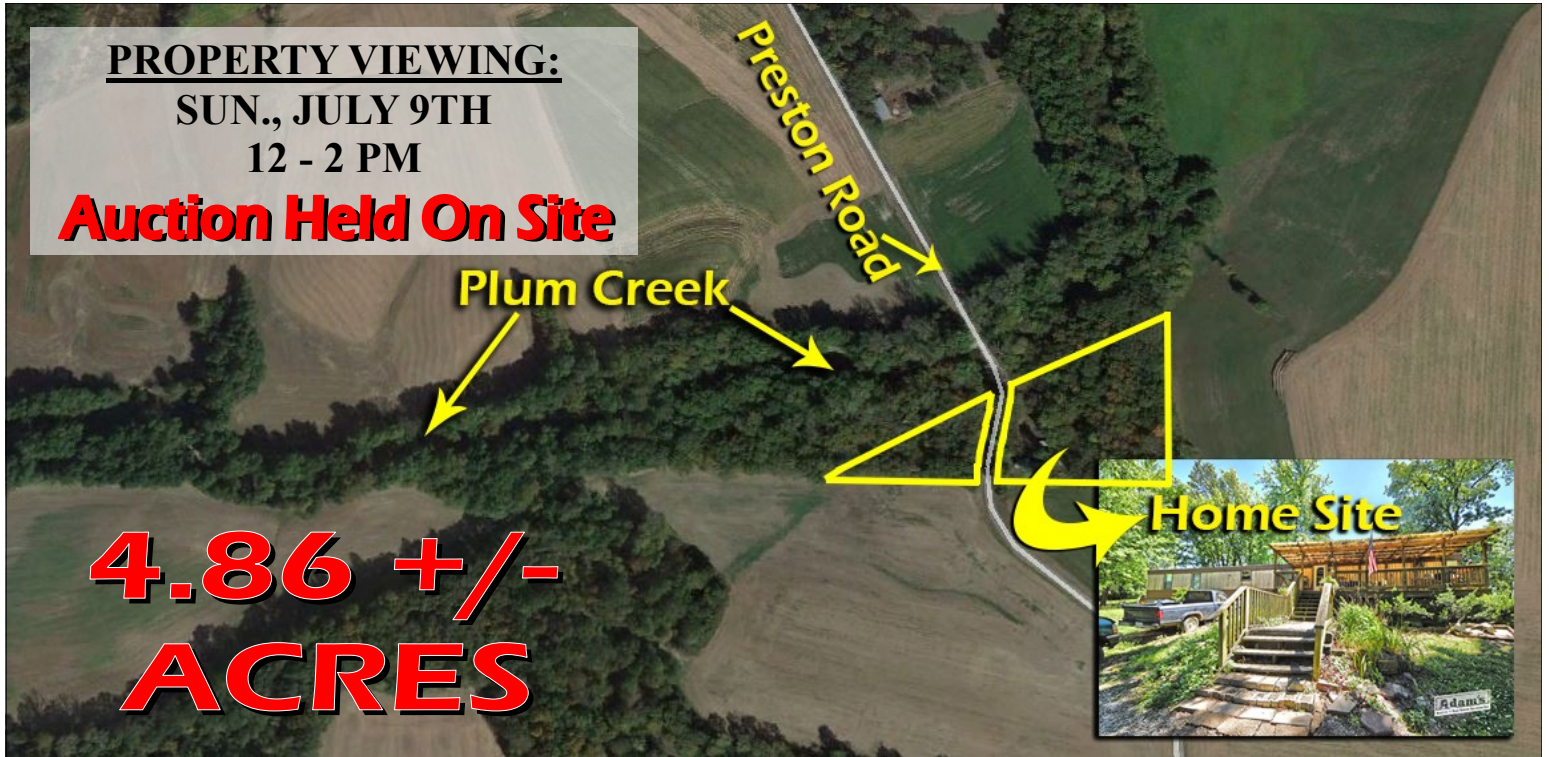 PROPERTY VIEWING:
SUN., JULY 9TH
12 - 2 PM
Auction Held On Site
Preston Road
Plum Creek
Home Site
4.86 +/-
ACRES
Adam's